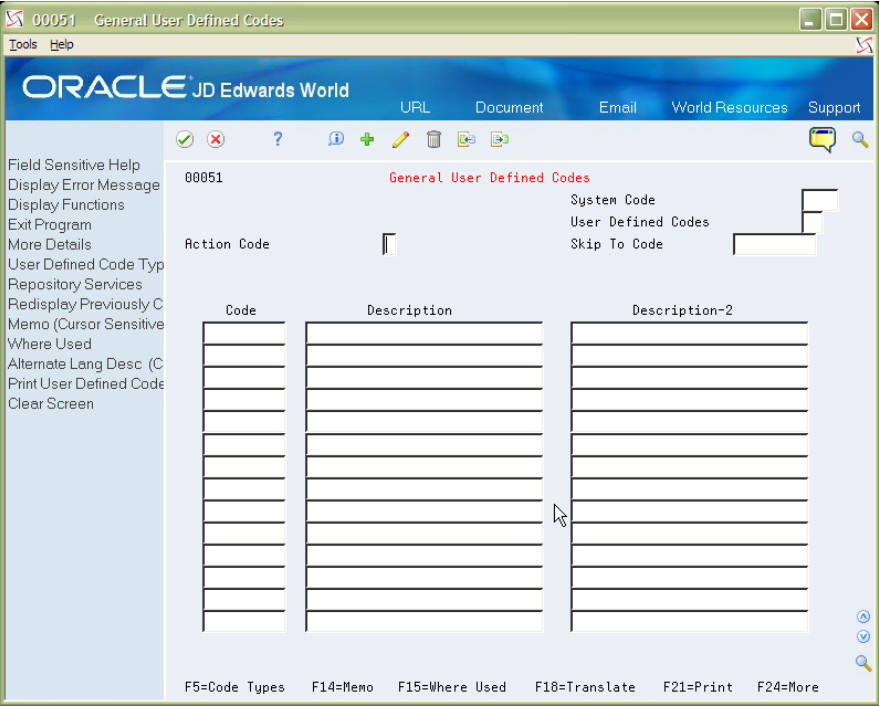 00051 General User Defined Codes
Tools Help
ORACLE JD Edwards World
URL Document Email World Resources Support
?
Field Sensitive Help
Display Error Message
Display Functions
Exit Program
More Details
User Defined Code Typ
Repository Services
Redisplay Previously C
Memo (Cursor Sensitive
Where Used
Alternate Lang Desc (C
Print User Defined Code
Clear Screen
00051 General User Defined Codes
System Code
User Defined Codes
Action Code Skip To Code
Code Description Description-2
F5=Code Types F14=Memo F15=Where Used F18=Translate F21=Print F24=More